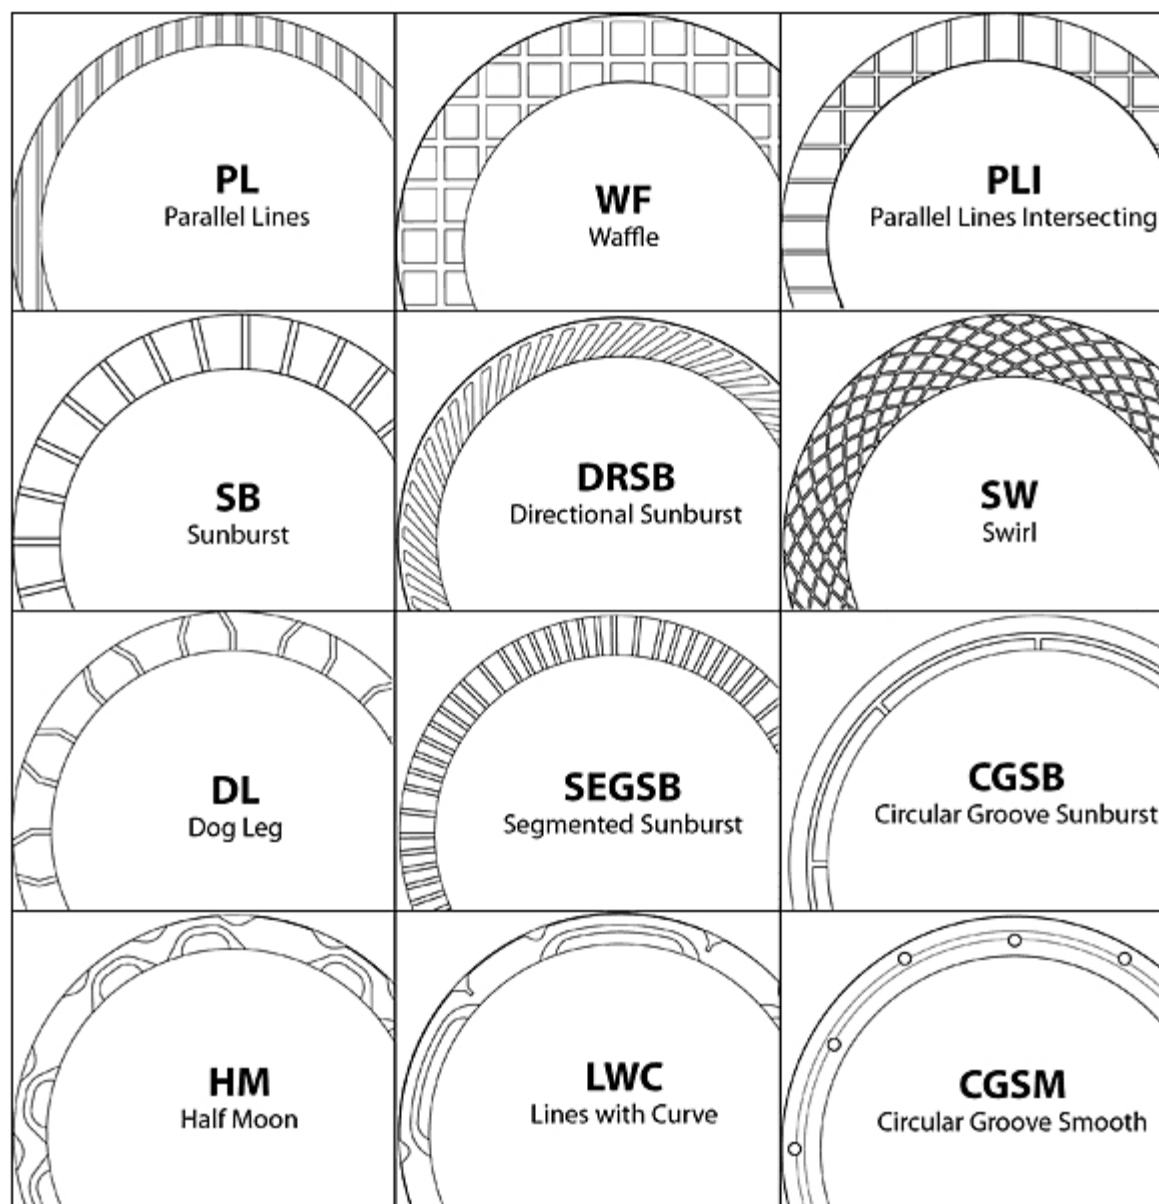 PL
Parallel Lines
WF
Waffle
PLI
Parallel Lines Intersecting
SB
Sunburst
DRSB
Directional Sunburst
SW
Swirl
DL
Dog Leg
SEGSB
Segmented Sunburst
CGSB
Circular Groove Sunburst
HM
Half Moon
LWC
Lines with Curve
CGSM
Circular Groove Smooth